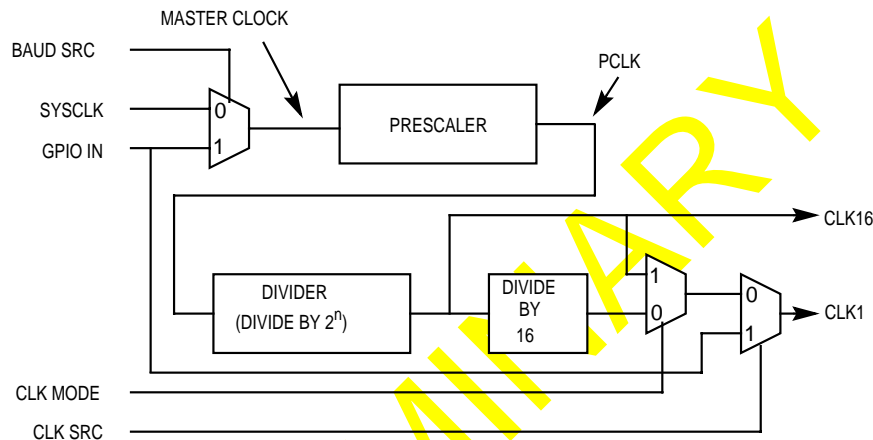 MASTER CLOCK
BAUD SRC
PCLK
SYSCLK
0
PRESCALER
GPIO IN
1
CLK16
DIVIDER
(DIVIDE BY 2n)
DIVIDE
BY
16
1
0
0
1
CLK1
CLK MODE
CLK SRC
MINARY